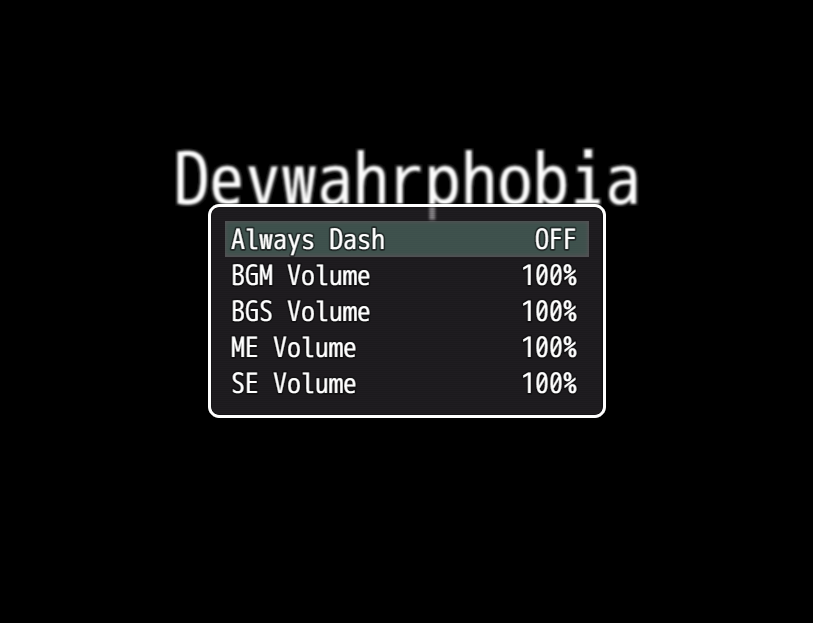 Devwahrphobia
Always Dash OFF
BGM Volume 100%
BGS Volume 100%
ME Volume 100%
SE Volume 100%